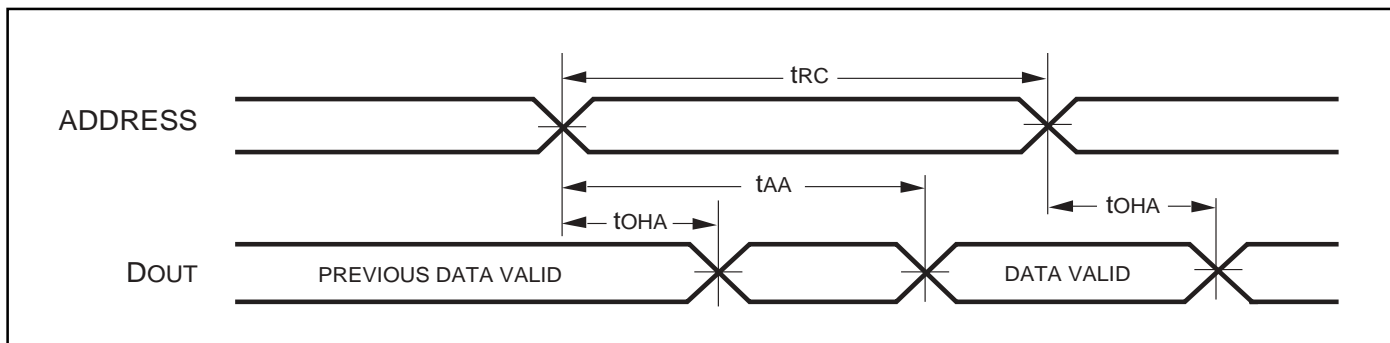 tRC
ADDRESS
tAA
tOHA
tOHA
DOUT
PREVIOUS DATA VALID
DATA VALID